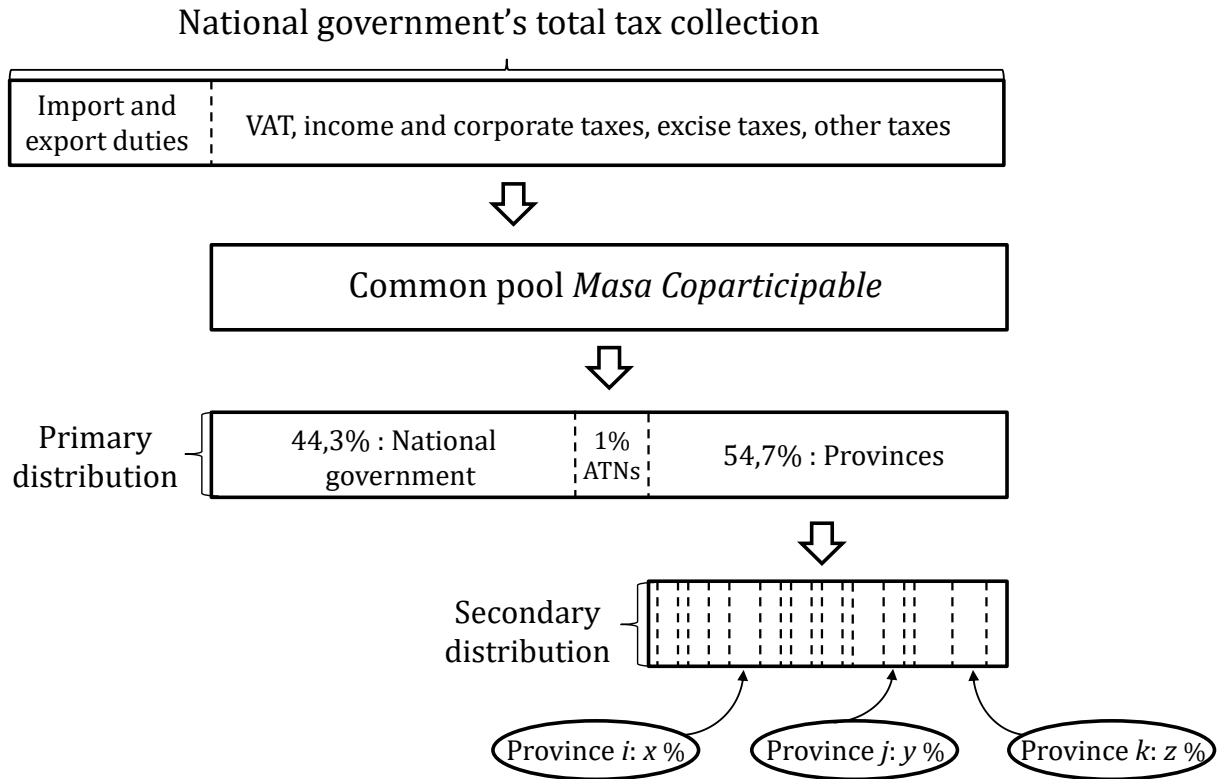 National government’s total tax collection
Import and
export duties
VAT, income and corporate taxes, excise taxes, other taxes
Common pool Masa Coparticipable
Primary
distribution
44,3% : National
government
1%
ATNs
54,7% : Provinces
Secondary
distribution
Province i: x %
Province j: y %
Province k: z %